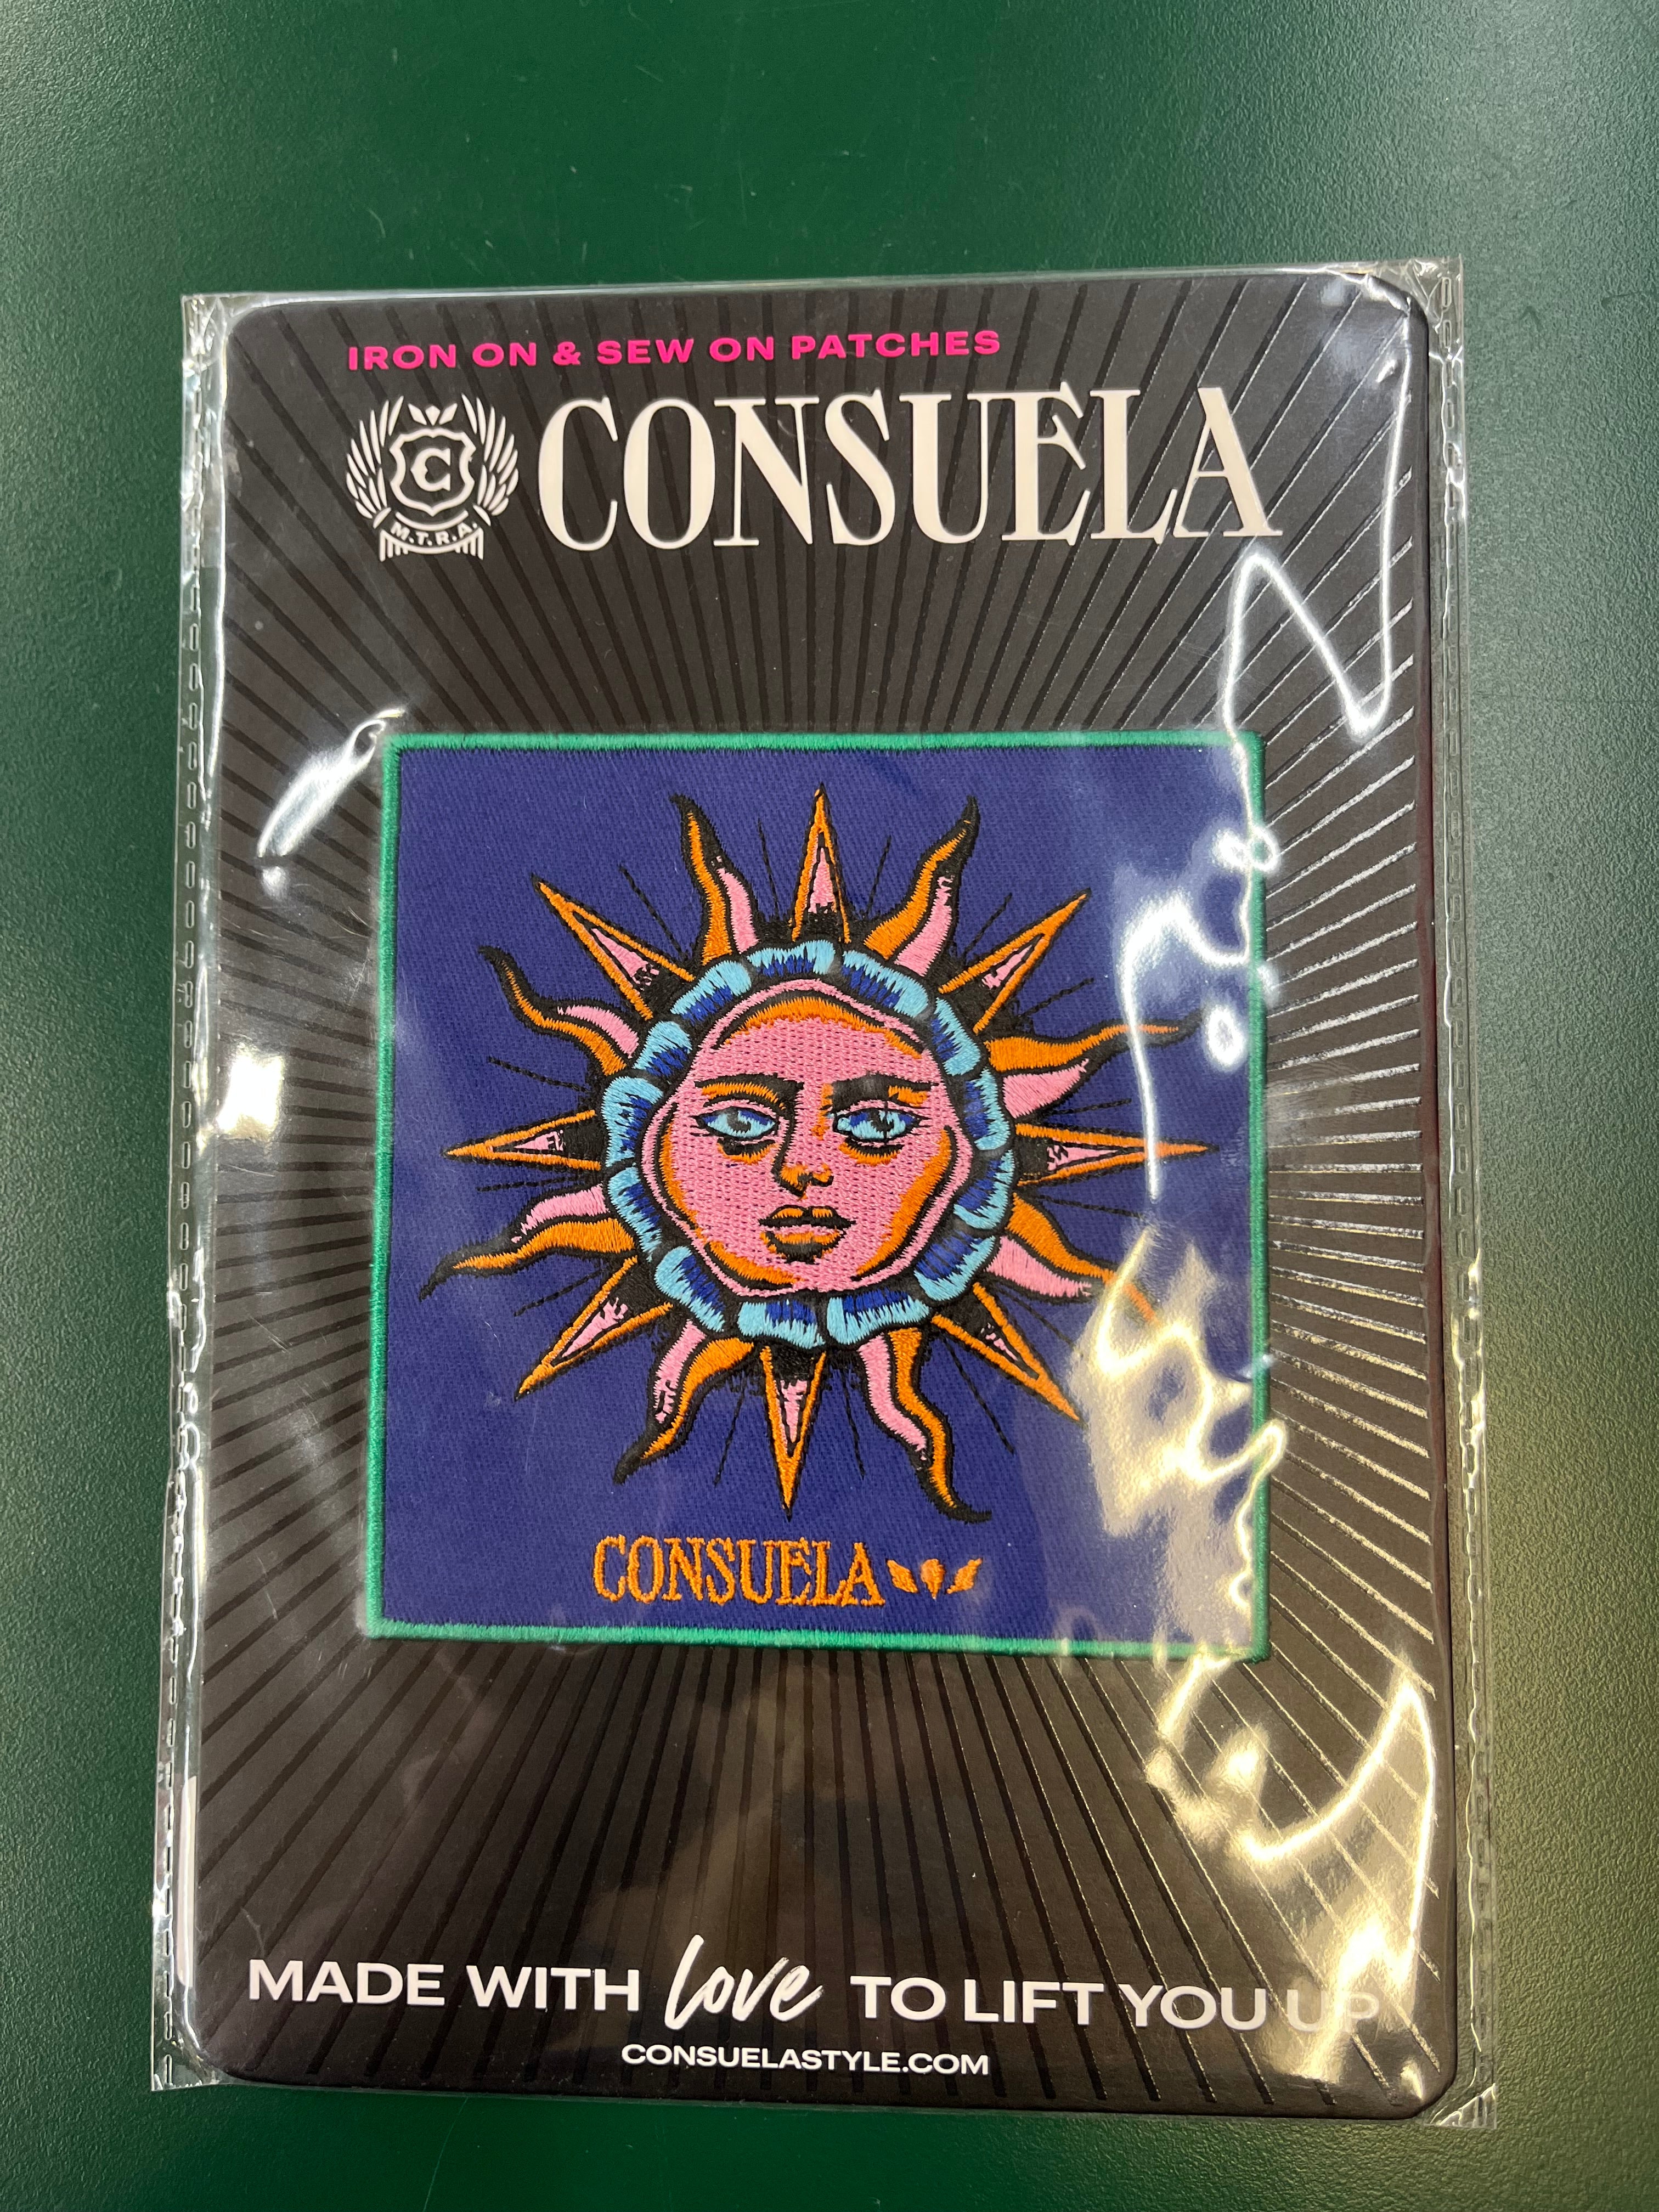 IRON ON & SEW ON PATCHES
C
M.T.R.A.
CONSUELA
CONSUELA
MADE WITH love TO LIFT YOU UP
CONSUELASTYLE.COM